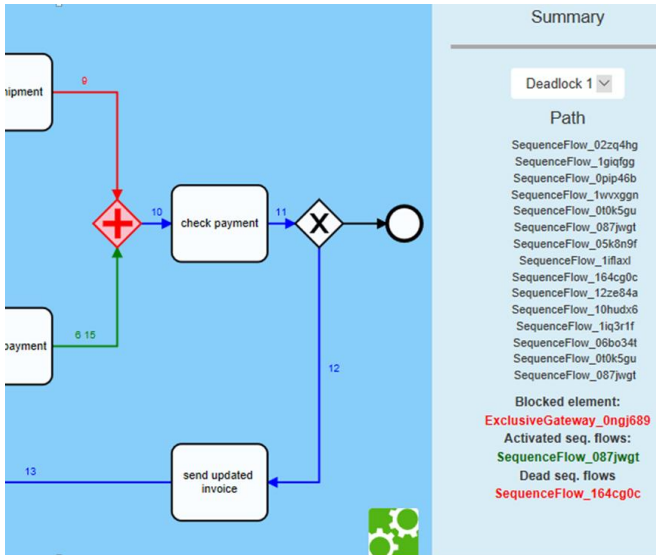 Summary
Deadlock 1
Path
SequenceFlow_02zq4hg
SequenceFlow_1giqfgg
SequenceFlow_0pip46b
SequenceFlow_1wvxggn
SequenceFlow_0t0k5gu
SequenceFlow_087jwgt
SequenceFlow_05k8n9f
SequenceFlow_1iflaxl
SequenceFlow_164cg0c
SequenceFlow_12ze84a
SequenceFlow_10hudx6
SequenceFlow_1iq3r1f
SequenceFlow_06bo34t
SequenceFlow_0t0k5gu
SequenceFlow_087jwgt
Blocked element:
ExclusiveGateway_0ngj689
Activated seq. flows:
SequenceFlow_087jwgt
Dead seq. flows
SequenceFlow_164cg0c
9
hipment
10
check payment
11
X
6 15
payment
12
13
send updated
invoice